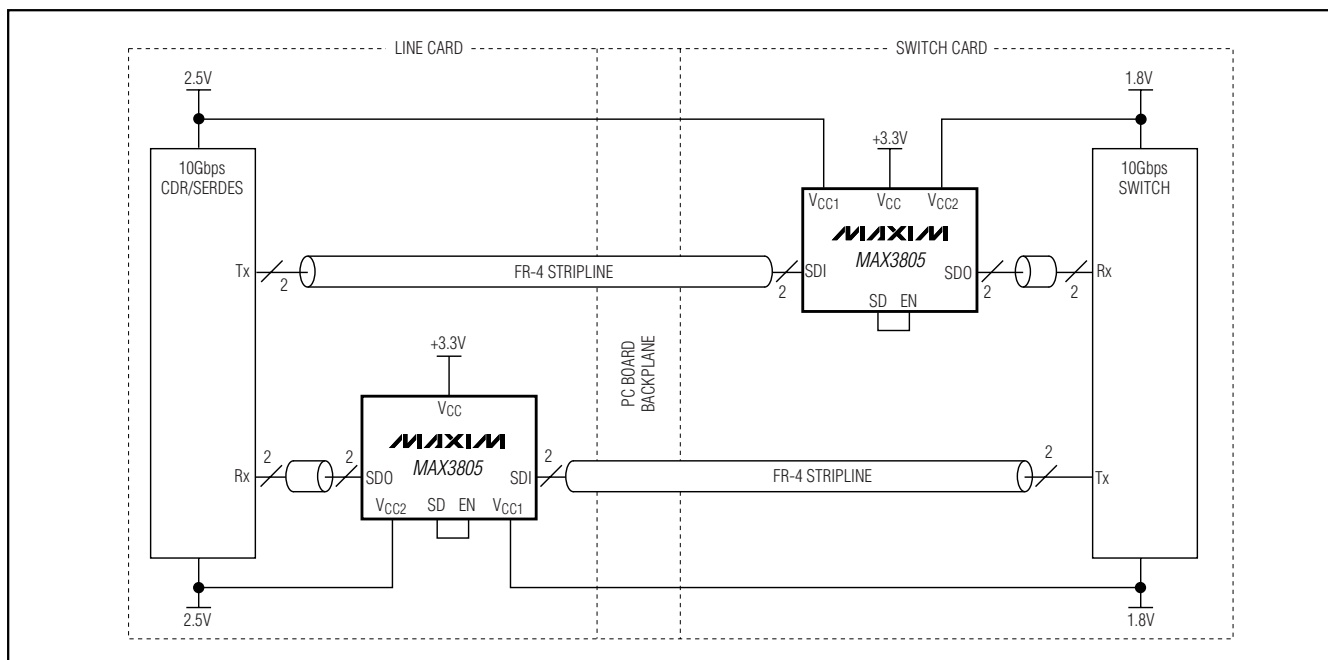 LINE CARD
SWITCH CARD
2.5V
1.8V
+3.3V
10Gbps
CDR/SERDES
10Gbps
SWITCH
VCC1
VCC
VCC2
MAXIM
MAX3805
Tx
2
FR-4 STRIPLINE
2
SDI
SDO
2
2
Rx
SD
EN
+3.3V
PC BOARD
BACKPLANE
VCC
MAXIM
MAX3805
Rx
2
2
SDO
SDI
2
FR-4 STRIPLINE
2
Tx
VCC2
SD
EN
VCC1
2.5V
1.8V